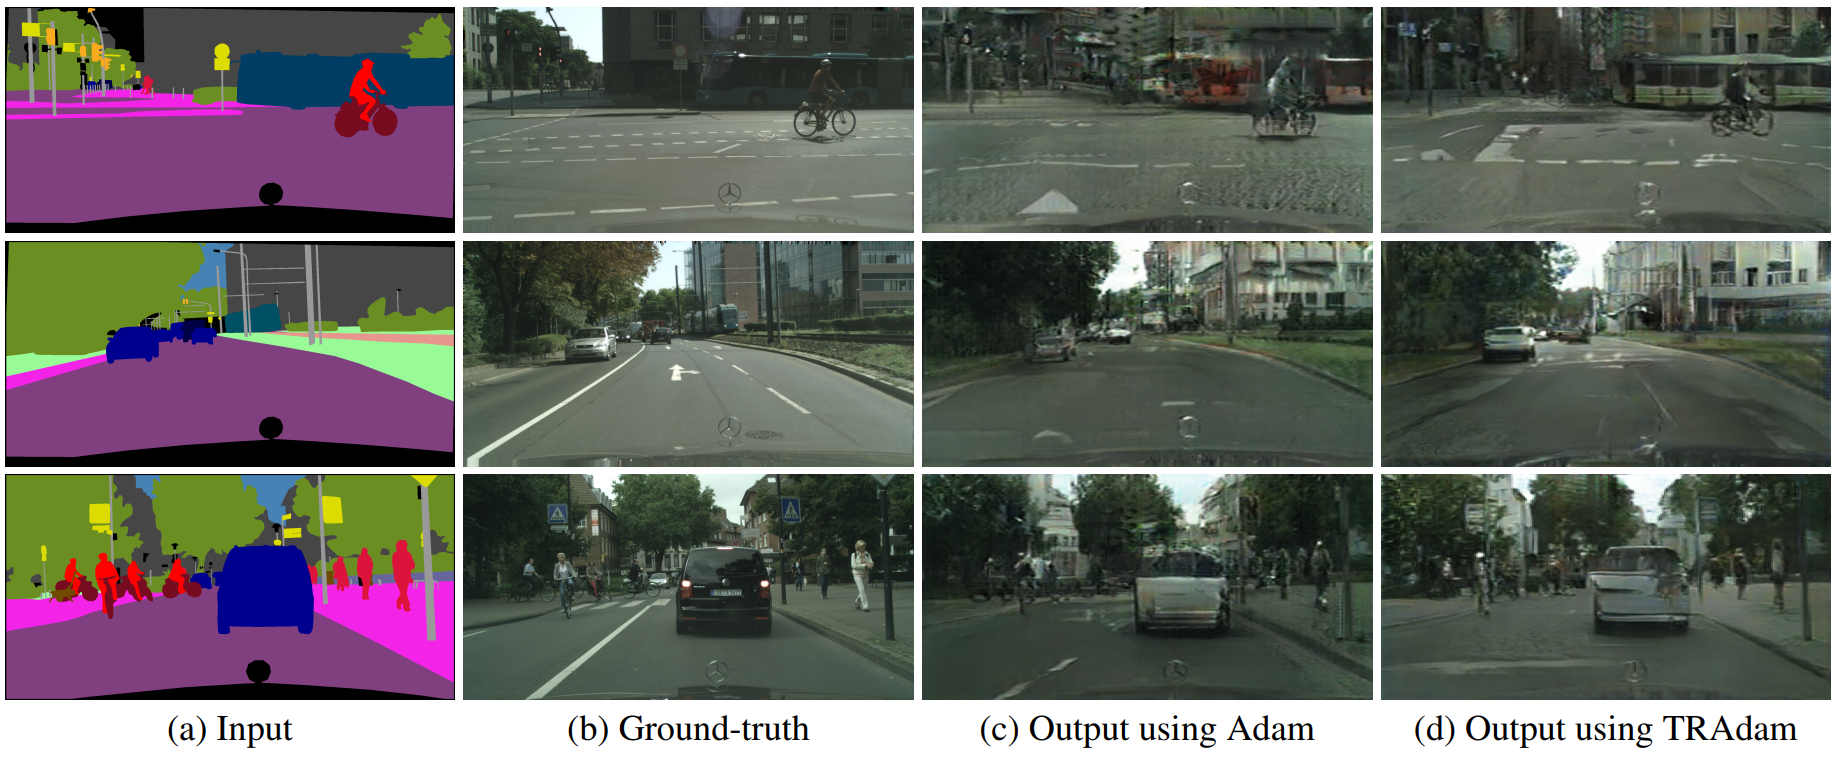 (a) Input
(b) Ground-truth
(c) Output using Adam
(d) Output using TRAdam